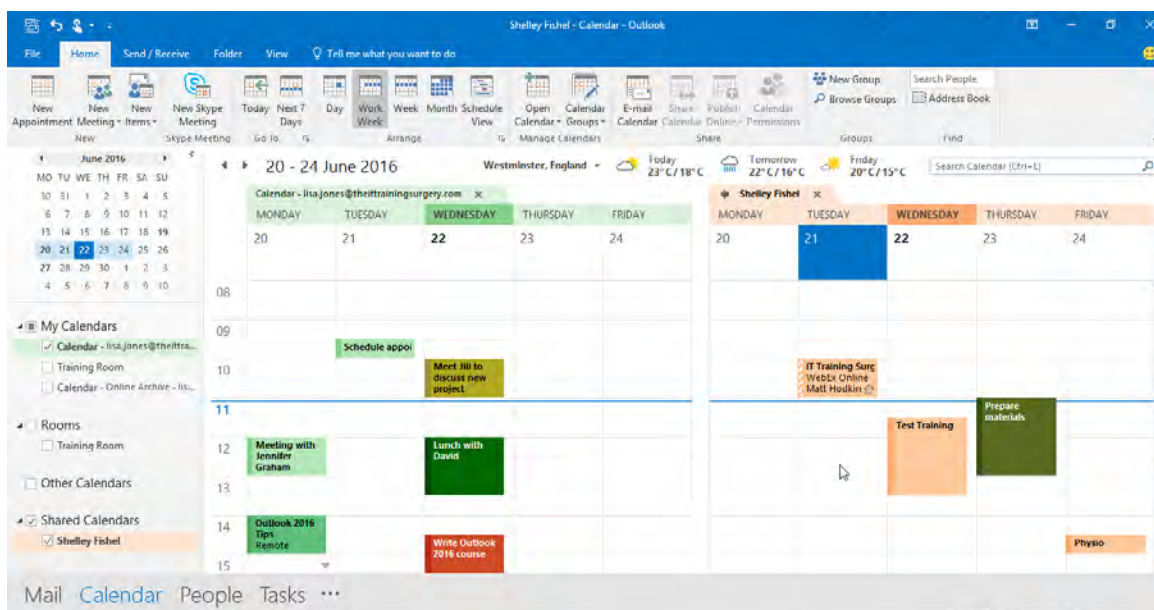 Shelley Fishel - Calendar - Outlook
File Home Send / Receive Folder View Tell me what you want to do
New Appointment
New Meeting
New Items
New Skype Meeting
Today
Next 7 Days
Day
Work Week
Week
Month
Schedule View
Open Calendar
Calendar Groups
E-mail Calendar
Share Calendar
Publish Online
Calendar Permissions
New Group
Browse Groups
Search People
Address Book
New Skype Meeting Go To Arrange Manage Calendars Share Groups Find
June 2016
MO TU WE TH FR SA SU
30 31 1 2 3 4 5
6 7 8 9 10 11 12
13 14 15 16 17 18 19
20 21 22 23 24 25 26
27 28 29 30 1 2 3
4 5 6 7 8 9 10
My Calendars
Calendar - lisa.jones@theittra...
Training Room
Calendar - Online Archive - lis...
Rooms
Training Room
Other Calendars
Shared Calendars
Shelley Fishel
20 - 24 June 2016
Westminster, England
Today
23°C/18°C
Tomorrow
22°C/16°C
Friday
20°C/15°C
Search Calendar (Ctrl+E)
Calendar - lisa.jones@theittrainingsurgery.com x
MONDAY TUESDAY WEDNESDAY THURSDAY FRIDAY
20 21 22 23 24
Shelley Fishel x
MONDAY TUESDAY WEDNESDAY THURSDAY FRIDAY
20 21 22 23 24
08
09
10
11
12
13
14
15
Schedule appoi
Meet Jill to
discuss new
project
Meeting with
Jennifer
Graham
Lunch with
David
Outlook 2016
Tips
Remote
Write Outlook
2016 course
IT Training Surg
WebEx Online
Matt Hodkin
Prepare
materials
Test Training
Physio
Mail Calendar People Tasks ...